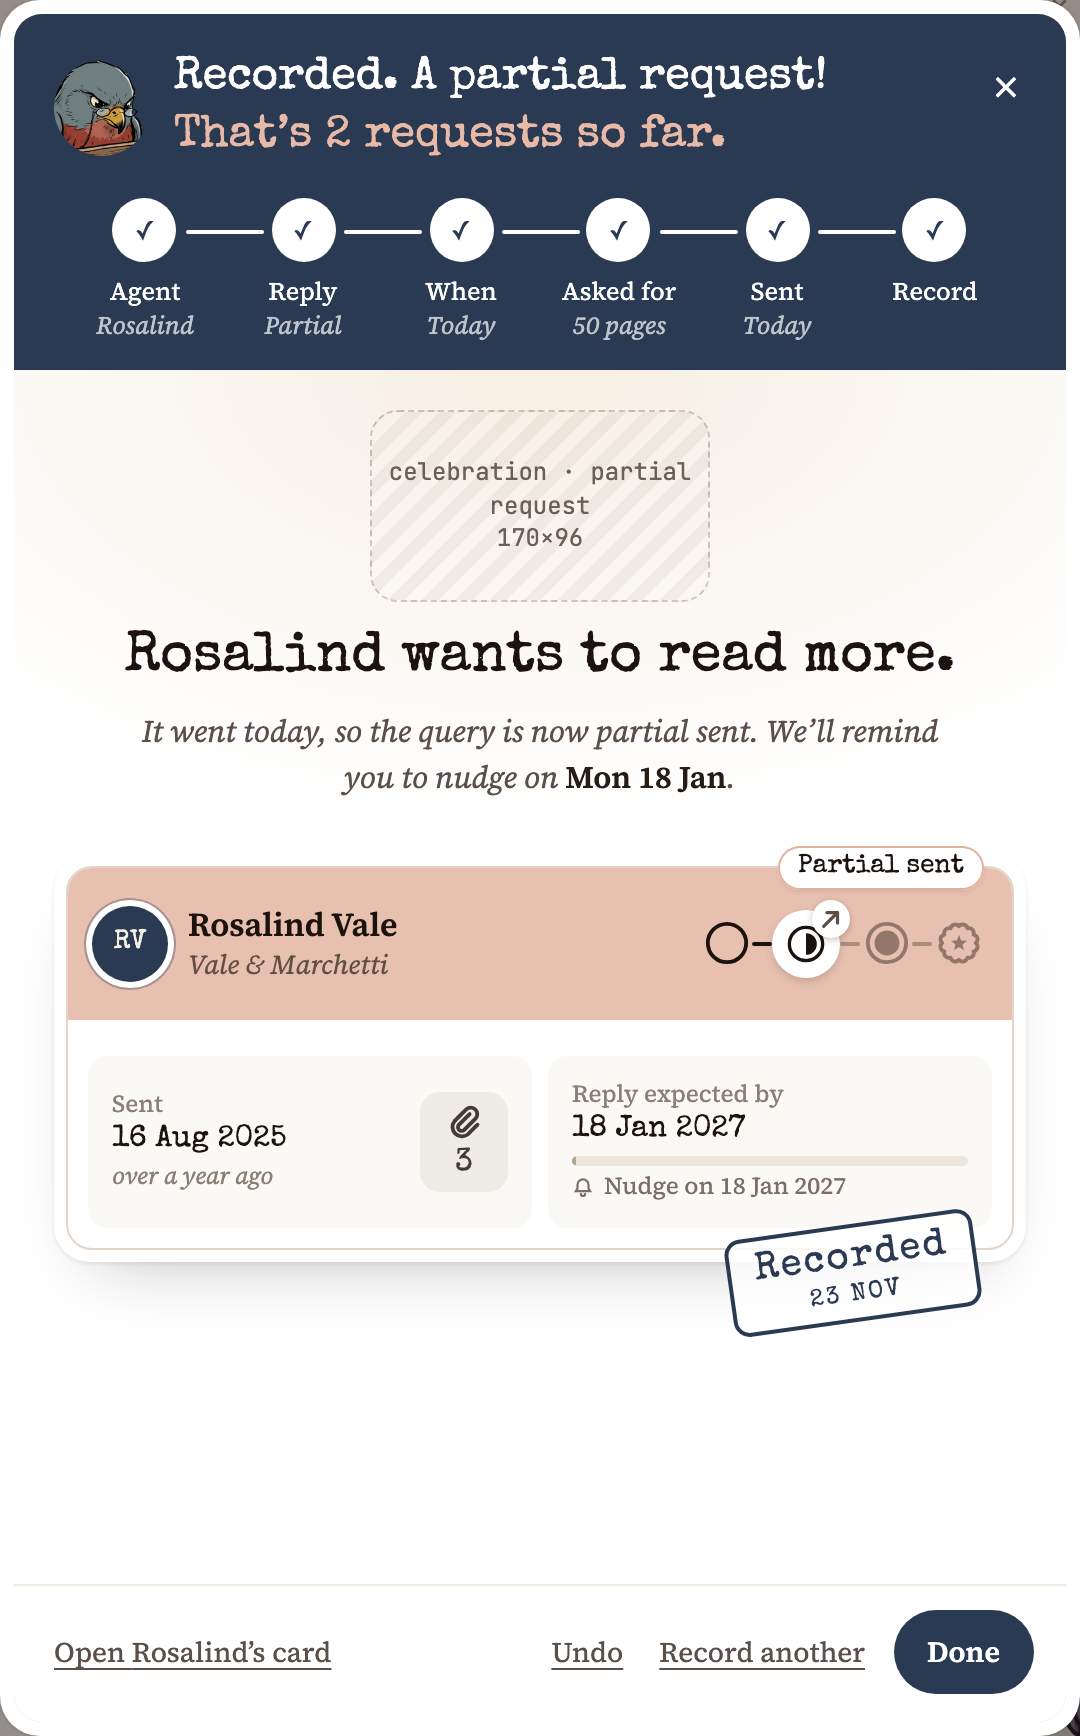 Recorded. A partial request!
That’s 2 requests so far.
Agent
Rosalind
Reply
Partial
When
Today
Asked for
50 pages
Sent
Today
Record
celebration · partial
request
170×96
Rosalind wants to read more.
It went today, so the query is now partial sent. We’ll remind
you to nudge on Mon 18 Jan.
Partial sent
RV
Rosalind Vale
Vale & Marchetti
Sent
16 Aug 2025
over a year ago
3
Reply expected by
18 Jan 2027
Nudge on 18 Jan 2027
Recorded
23 NOV
Open Rosalind’s card
Undo
Record another
Done